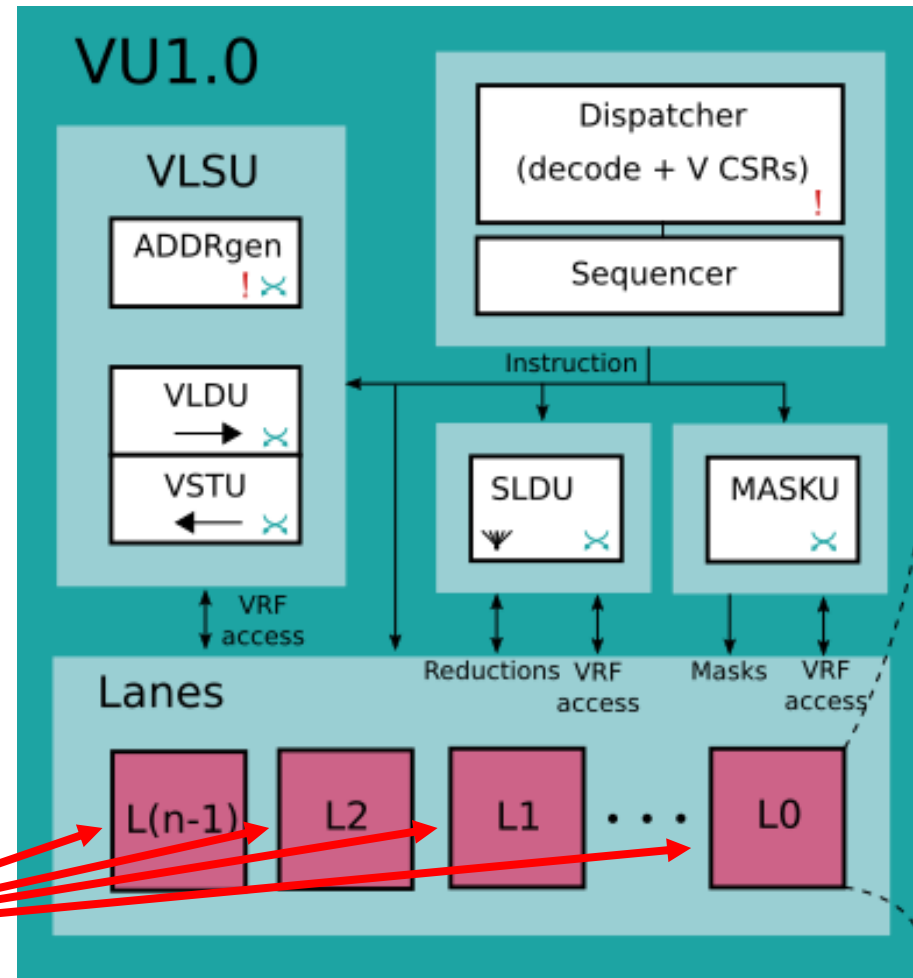 VU1.0
VLSU
ADDRgen
!
VLDU
VSTU
Dispatcher
(decode + V CSRs)
!
Sequencer
Instruction
SLDU
MASKU
VRF
access
Reductions
VRF
access
Masks
VRF
access
Lanes
L(n-1)
L2
L1
• • •
L0